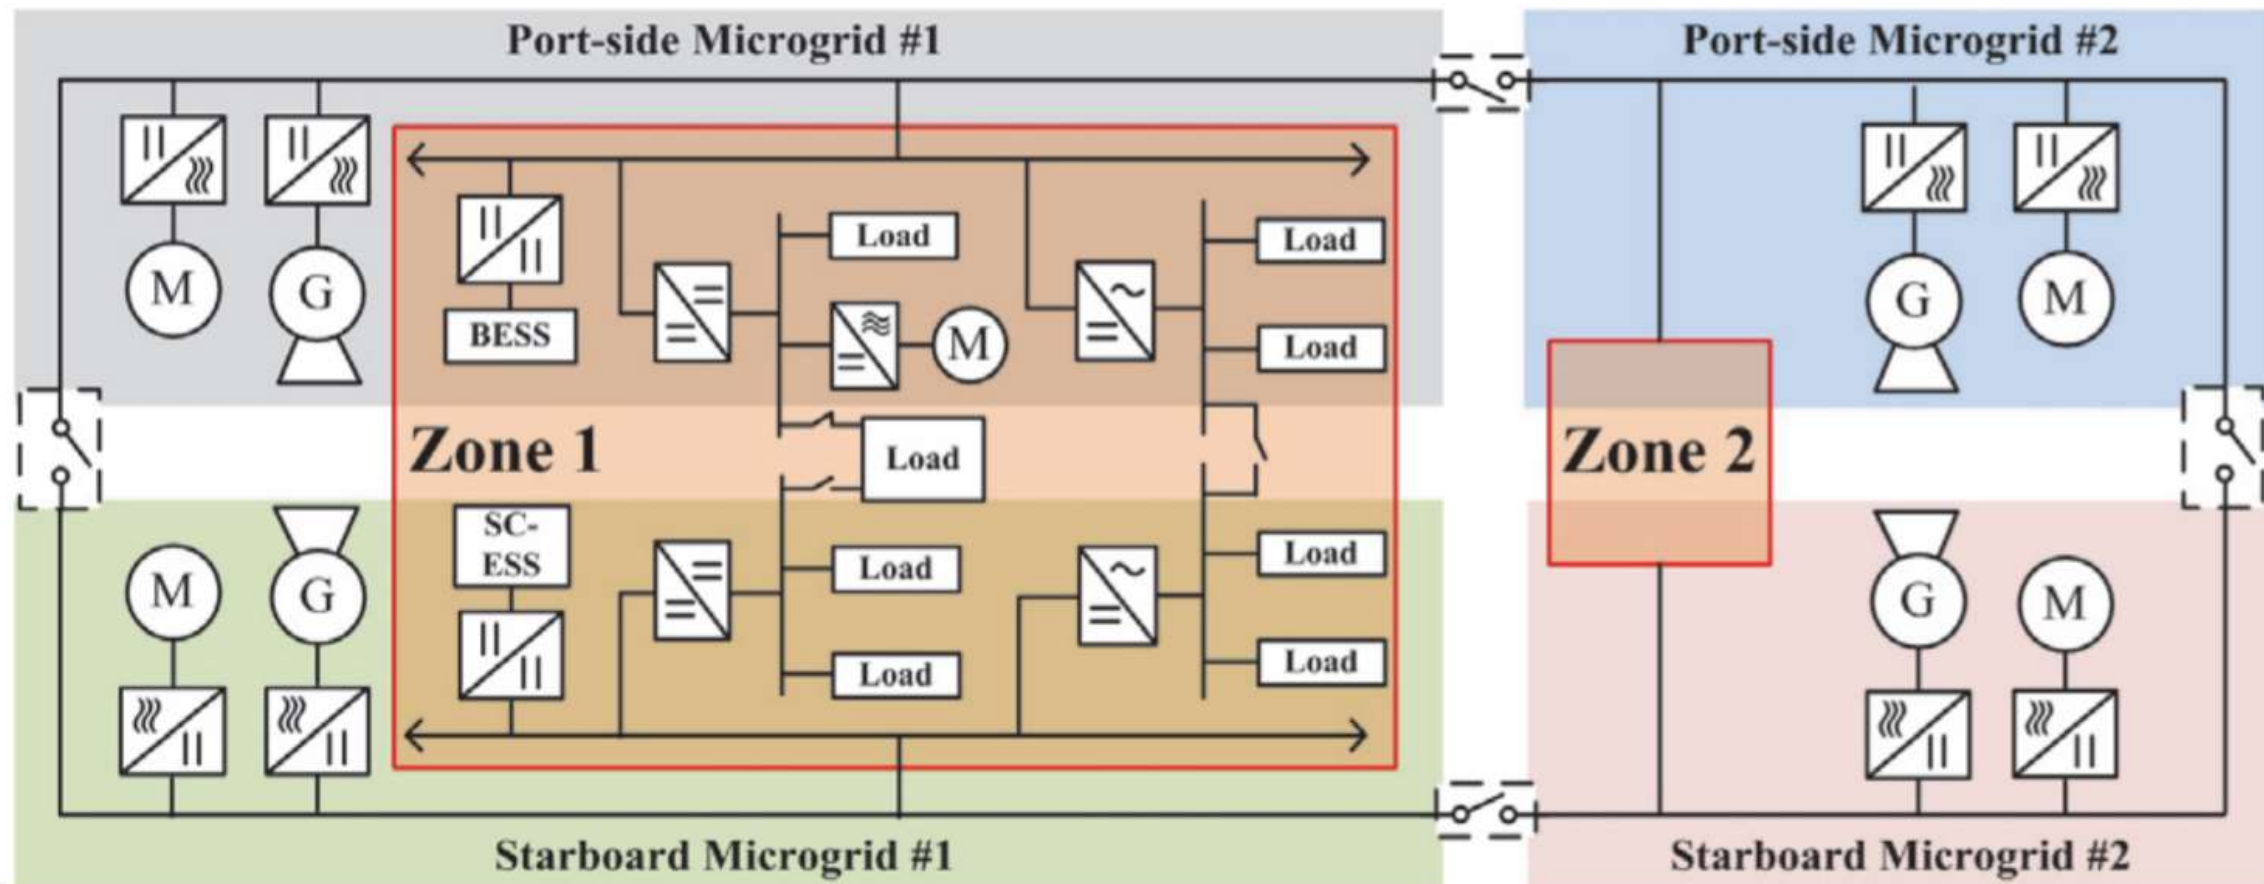 Port-side Microgrid #1
Port-side Microgrid #2
Load
Load
M
G
BESS
M
Load
G
M
Zone 1
Load
Zone 2
SC-
ESS
M
G
Load
Load
G
M
Load
Load
Starboard Microgrid #1
Starboard Microgrid #2